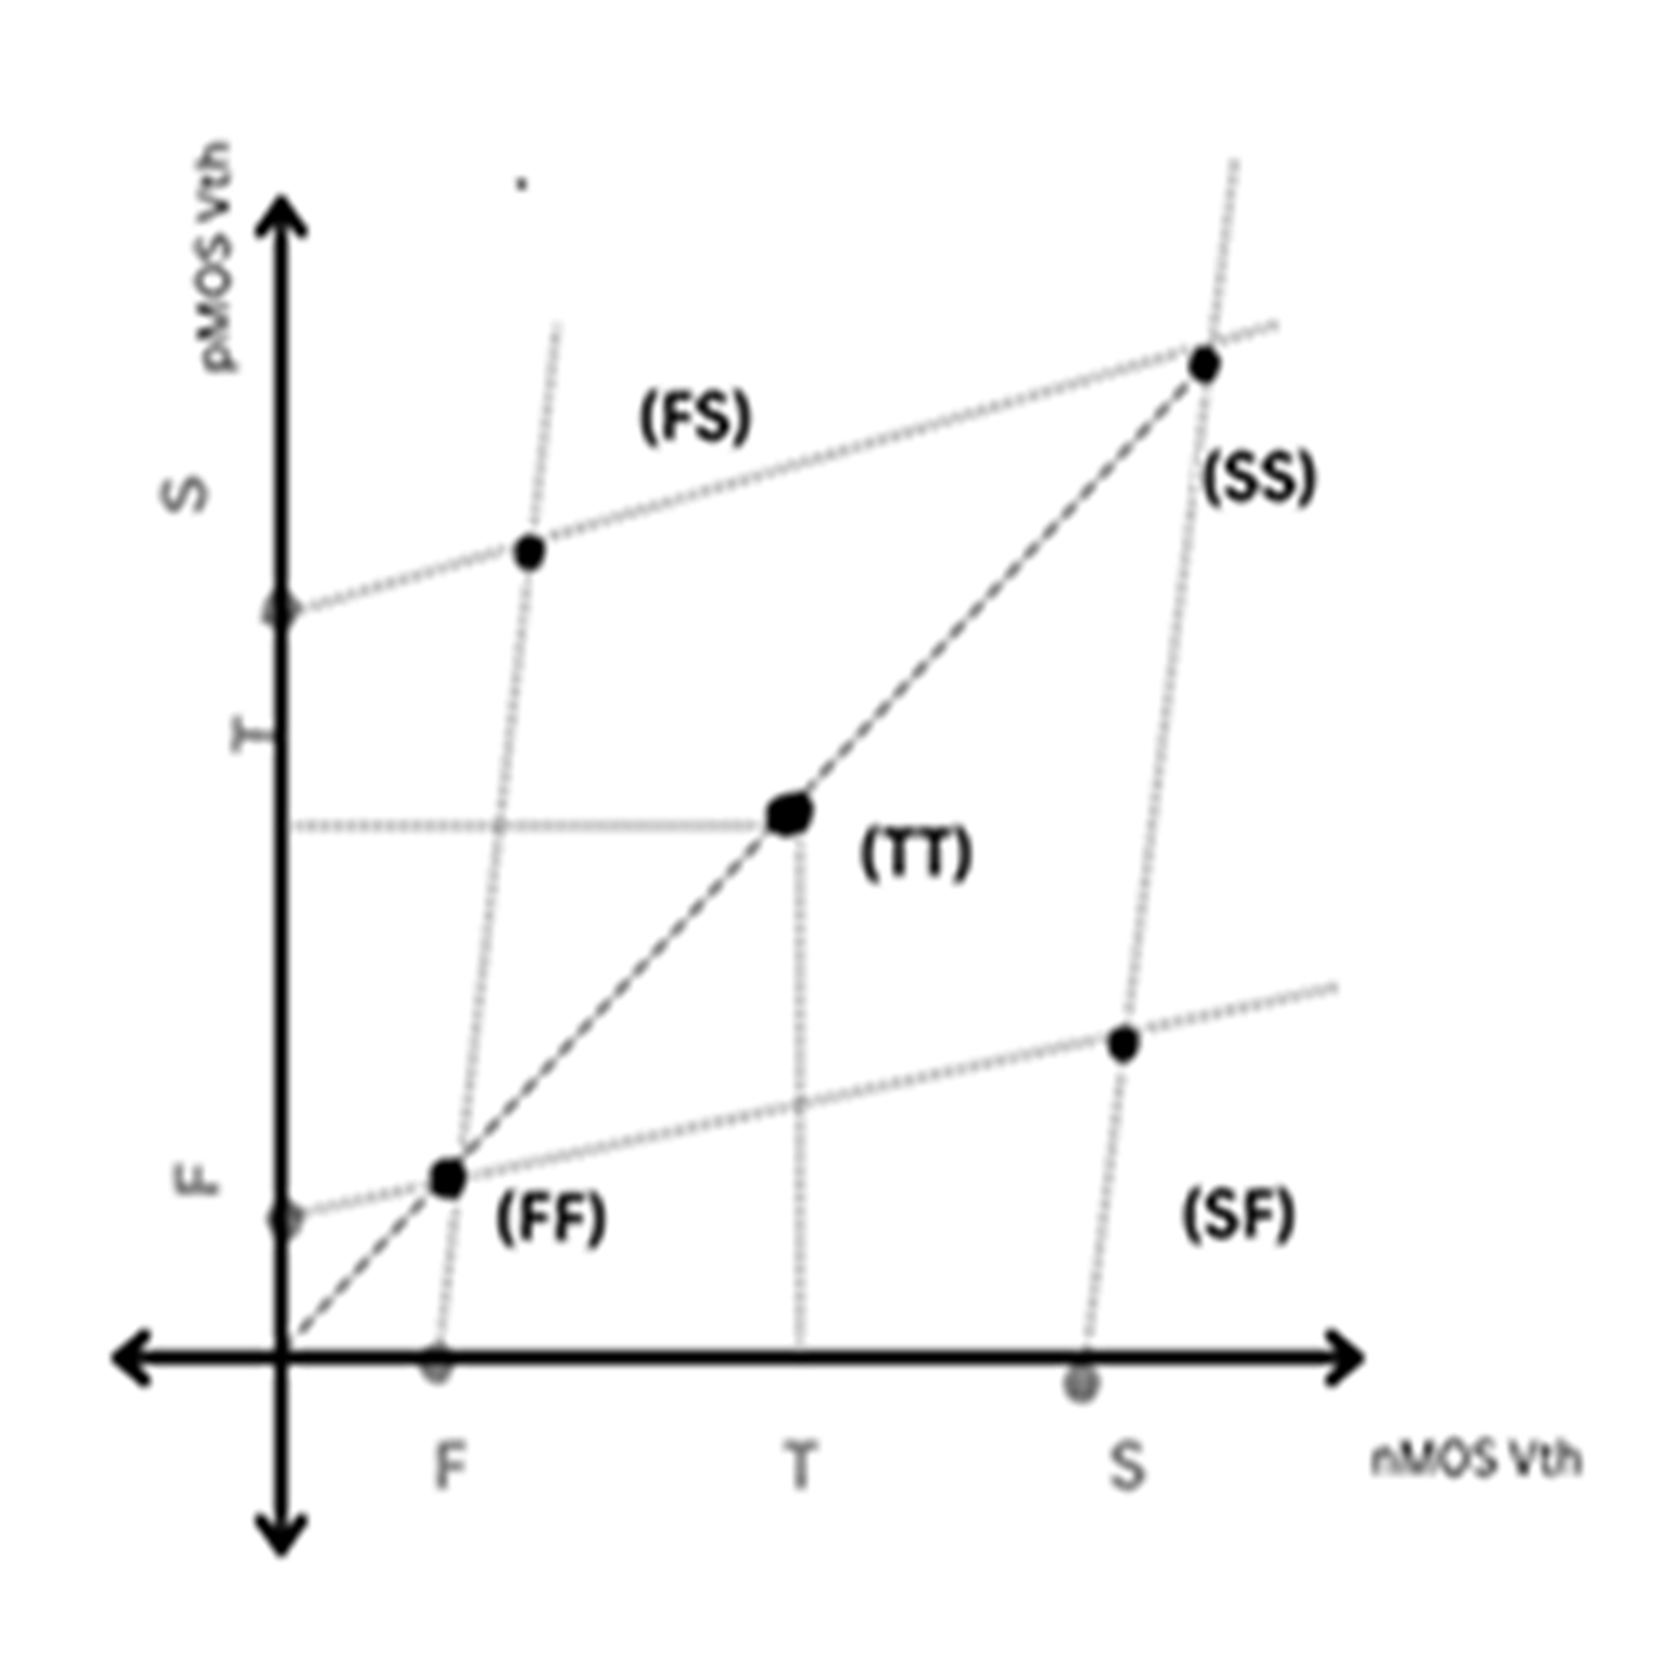 pMOS Vth
(FS)
(SS)
S
T
(TT)
F
(FF)
(SF)
F
T
S
nMOS Vth